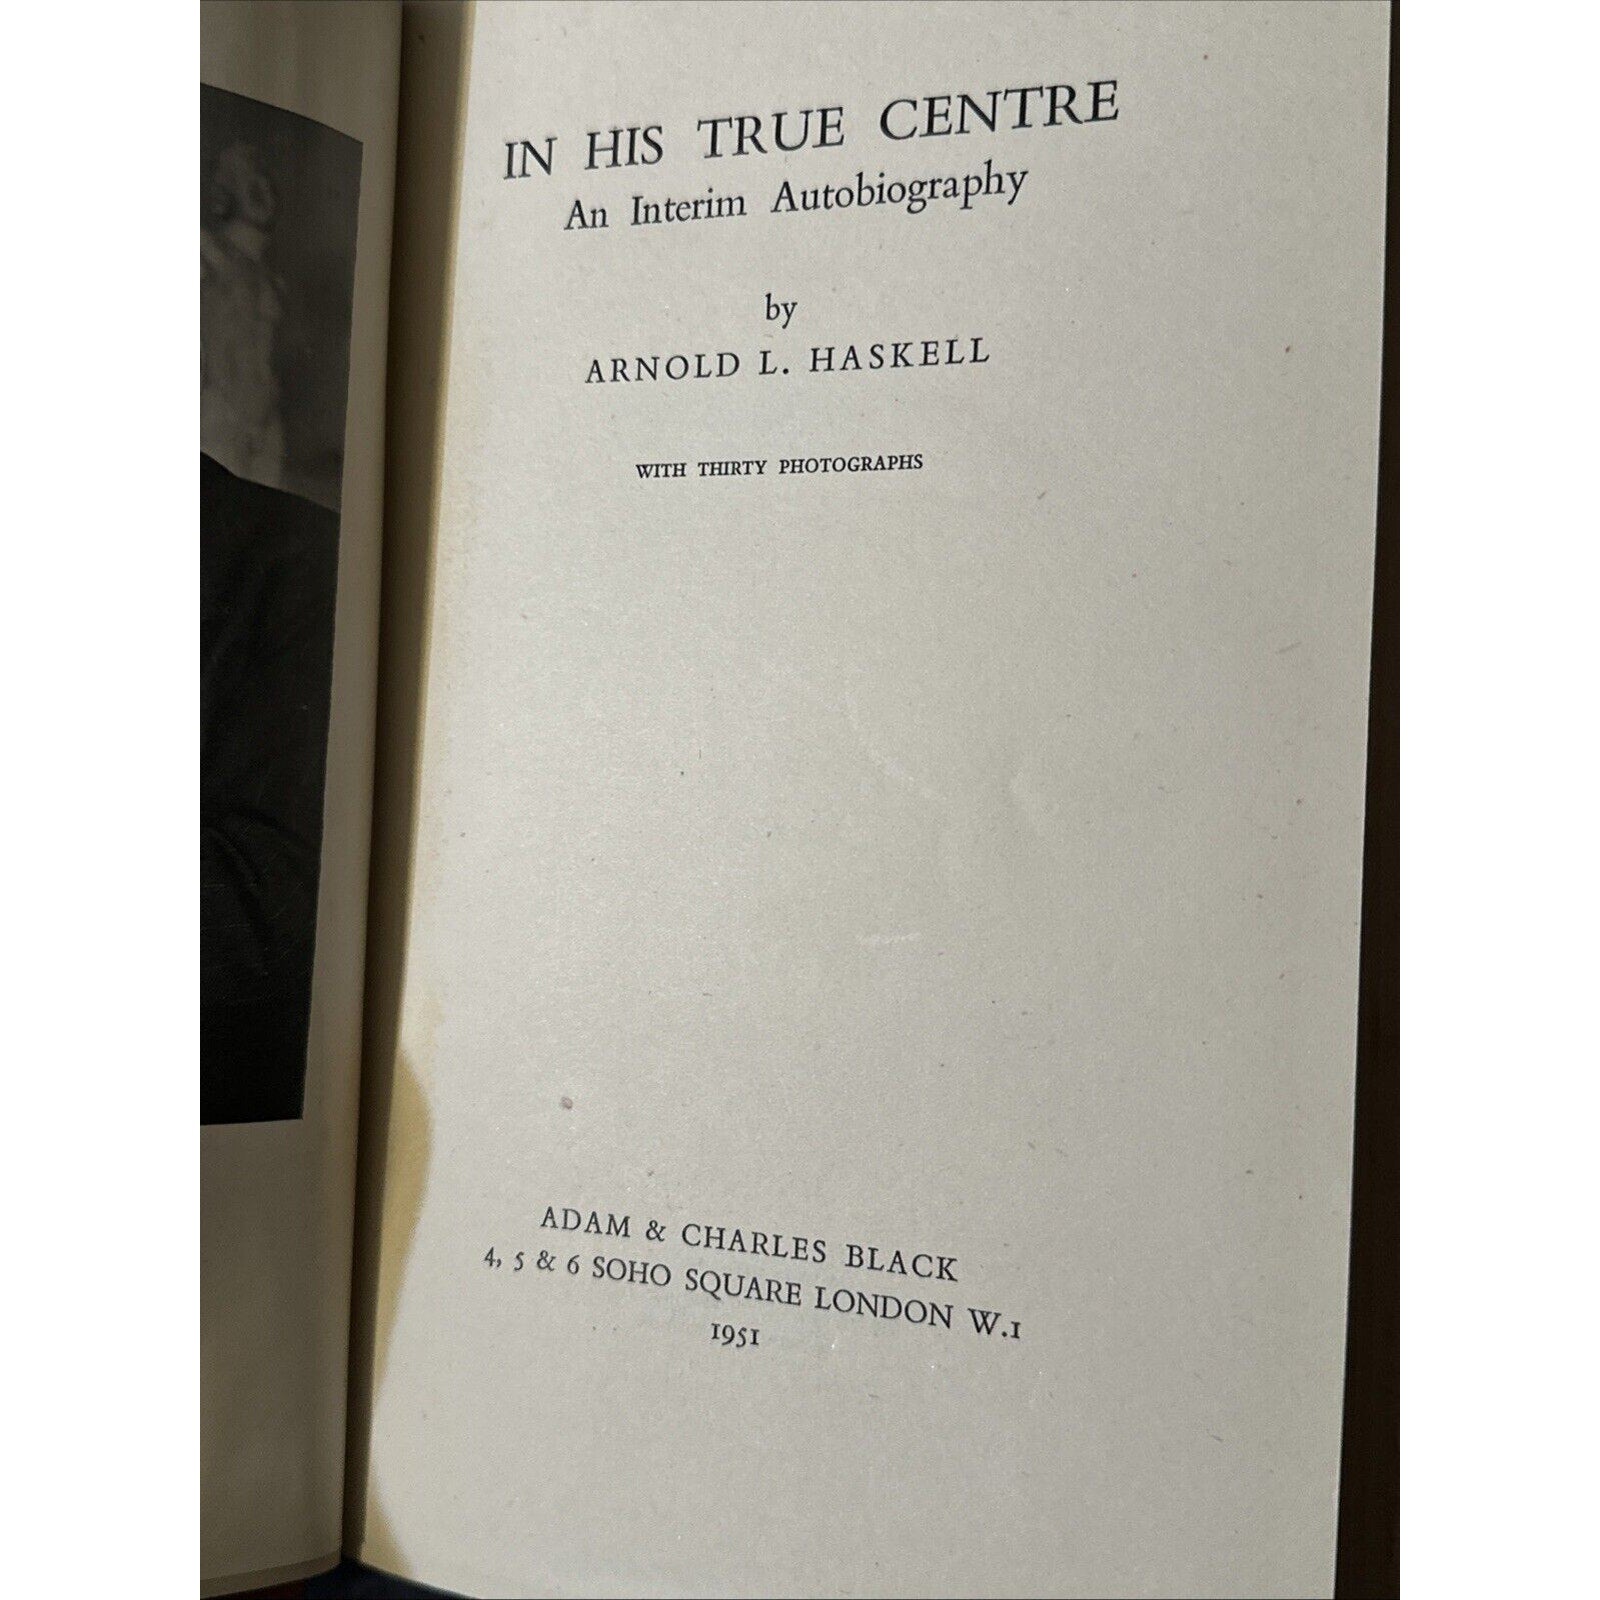 IN HIS TRUE CENTRE
An Interim Autobiography
by
ARNOLD L. HASKELL
WITH THIRTY PHOTOGRAPHS
ADAM & CHARLES BLACK
4, 5 & 6 SOHO SQUARE LONDON W.1
1951